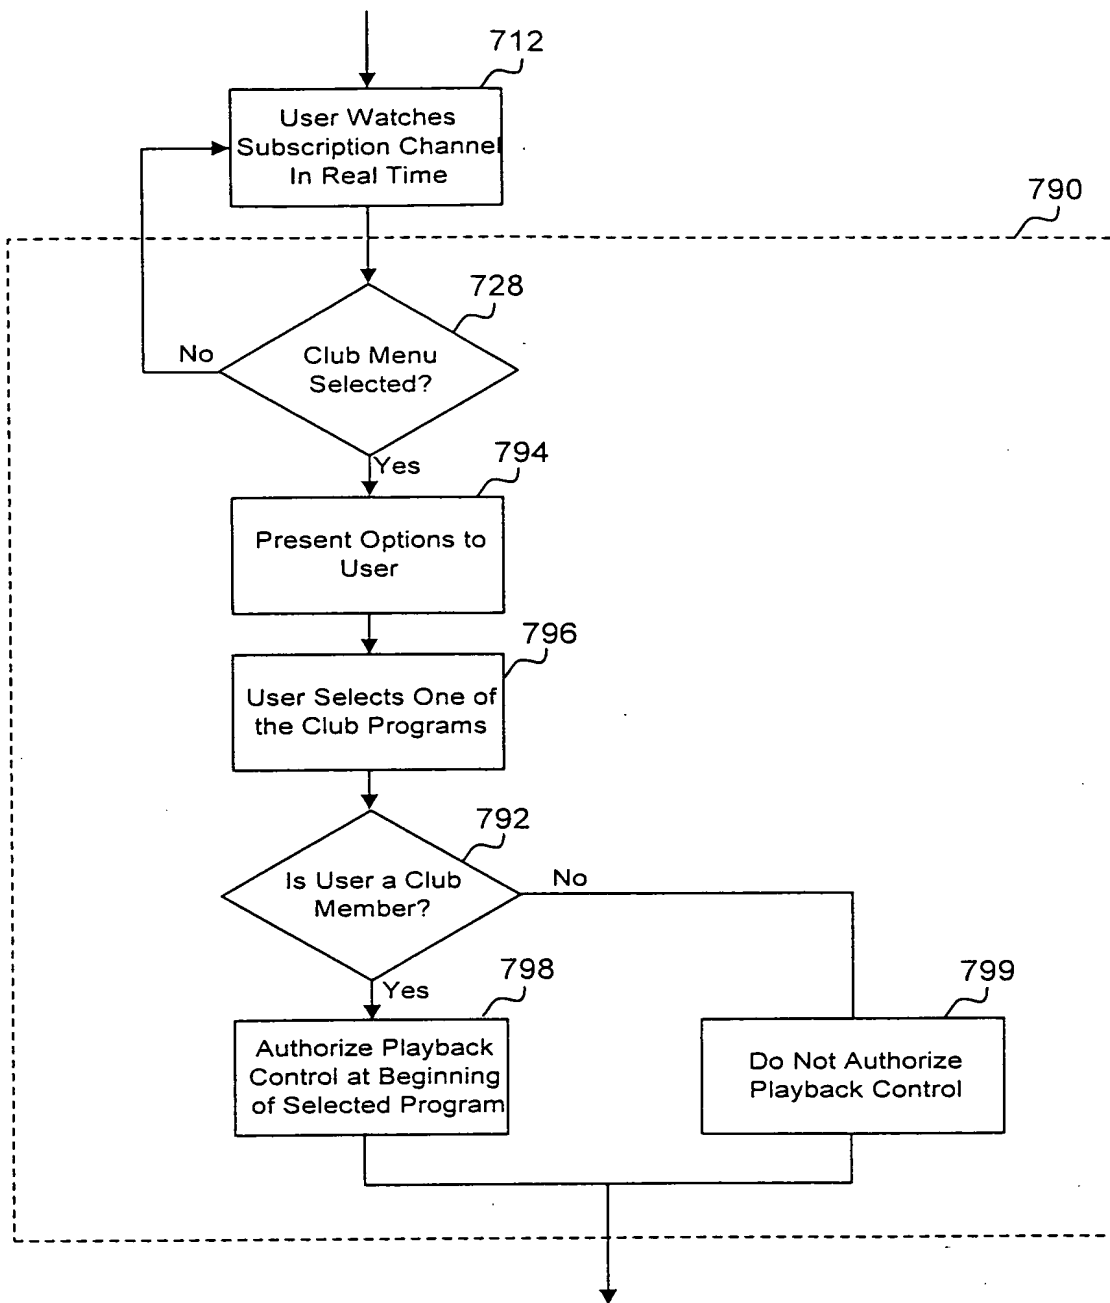 712
User Watches
Subscription Channel
In Real Time
790
728
No
Club Menu
Selected?
Yes
794
Present Options to
User
796
User Selects One of
the Club Programs
792
Is User a Club
Member?
No
Yes
798
Authorize Playback
Control at Beginning
of Selected Program
799
Do Not Authorize
Playback Control